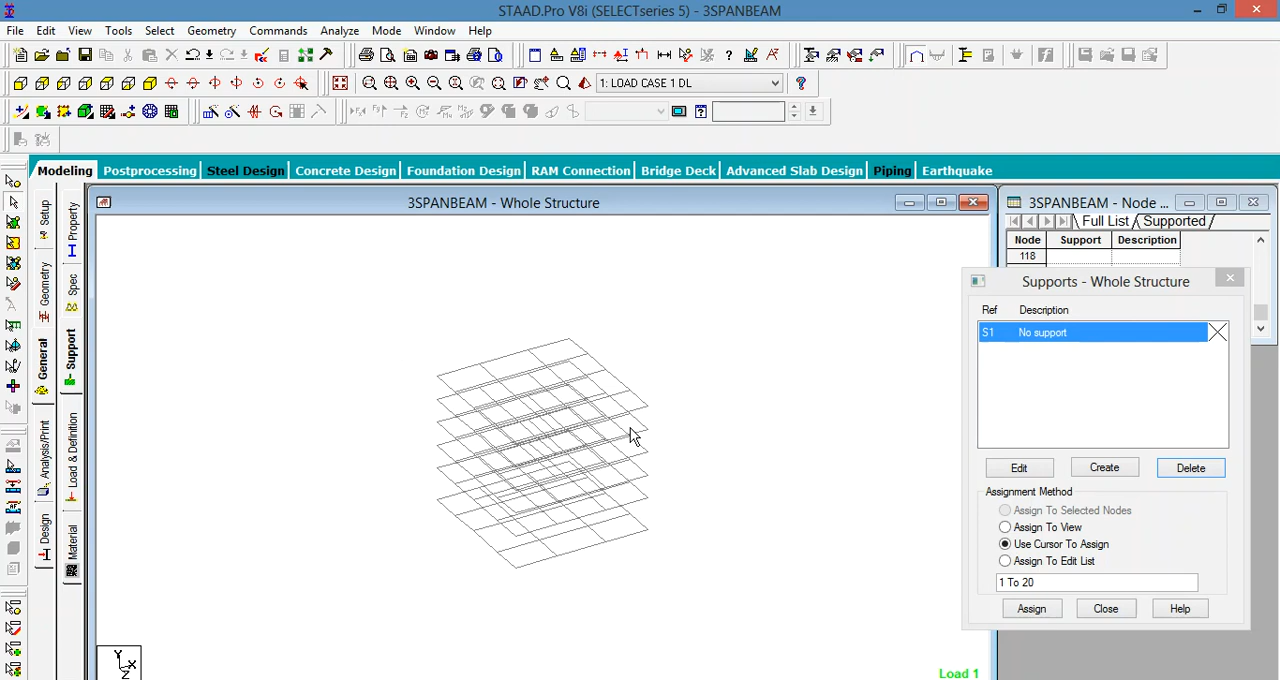 STAAD.Pro V8i (SELECTseries 5) - 3SPANBEAM
File Edit View Tools Select Geometry Commands Analyze Mode Window Help
1: LOAD CASE 1 DL
Modeling Postprocessing Steel Design Concrete Design Foundation Design RAM Connection Bridge Deck Advanced Slab Design Piping Earthquake
Setup
Geometry
General
Analysis/Print
Design
Property
Spec
Support
Load & Definition
Material
3SPANBEAM - Whole Structure
Y
X
Z
Load 1
3SPANBEAM - Node ...
Full List Supported
Node Support Description
118
Supports - Whole Structure
Ref Description
S1 No support
Edit Create Delete
Assignment Method
Assign To Selected Nodes
Assign To View
Use Cursor To Assign
Assign To Edit List
1 To 20
Assign Close Help